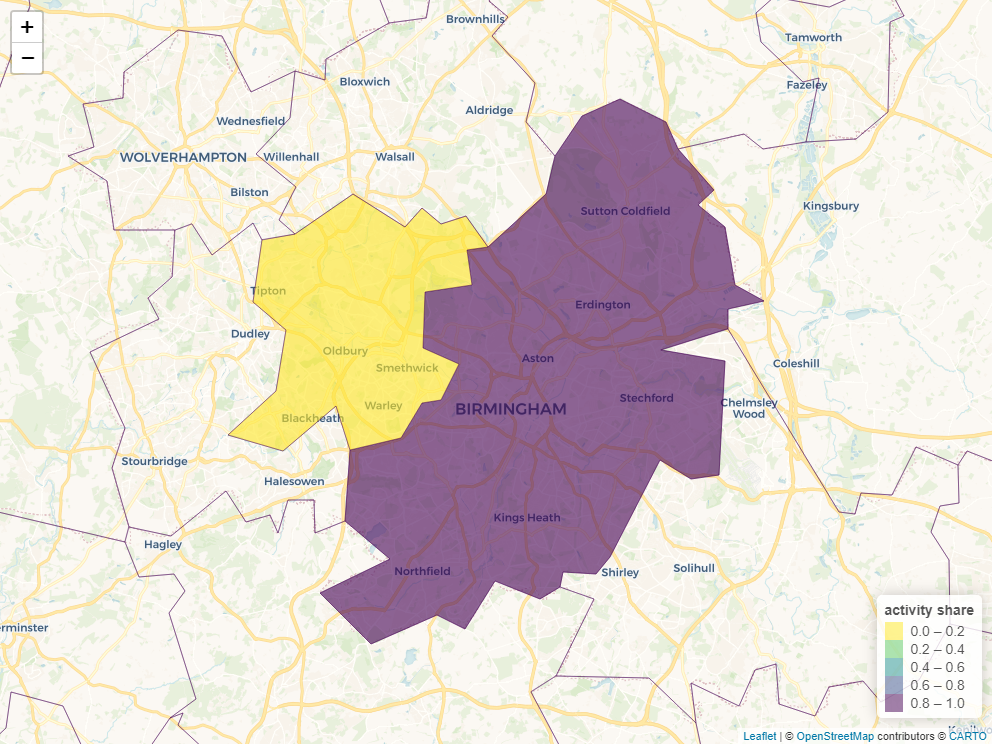 +
−
Brownhills
Tamworth
Bloxwich
Fazeley
Aldridge
Wednesfield
WOLVERHAMPTON
Willenhall
Walsall
Bilston
Kingsbury
Sutton Coldfield
Tipton
Erdington
Dudley
Oldbury
Aston
Coleshill
Smethwick
Stechford
Warley
BIRMINGHAM
Chelmsley
Wood
Blackheath
Stourbridge
Halesowen
Kings Heath
Hagley
Northfield
Shirley
Solihull
erminster
activity share
0.0 – 0.2
0.2 – 0.4
0.4 – 0.6
0.6 – 0.8
0.8 – 1.0
Leaflet | © OpenStreetMap contributors © CARTO